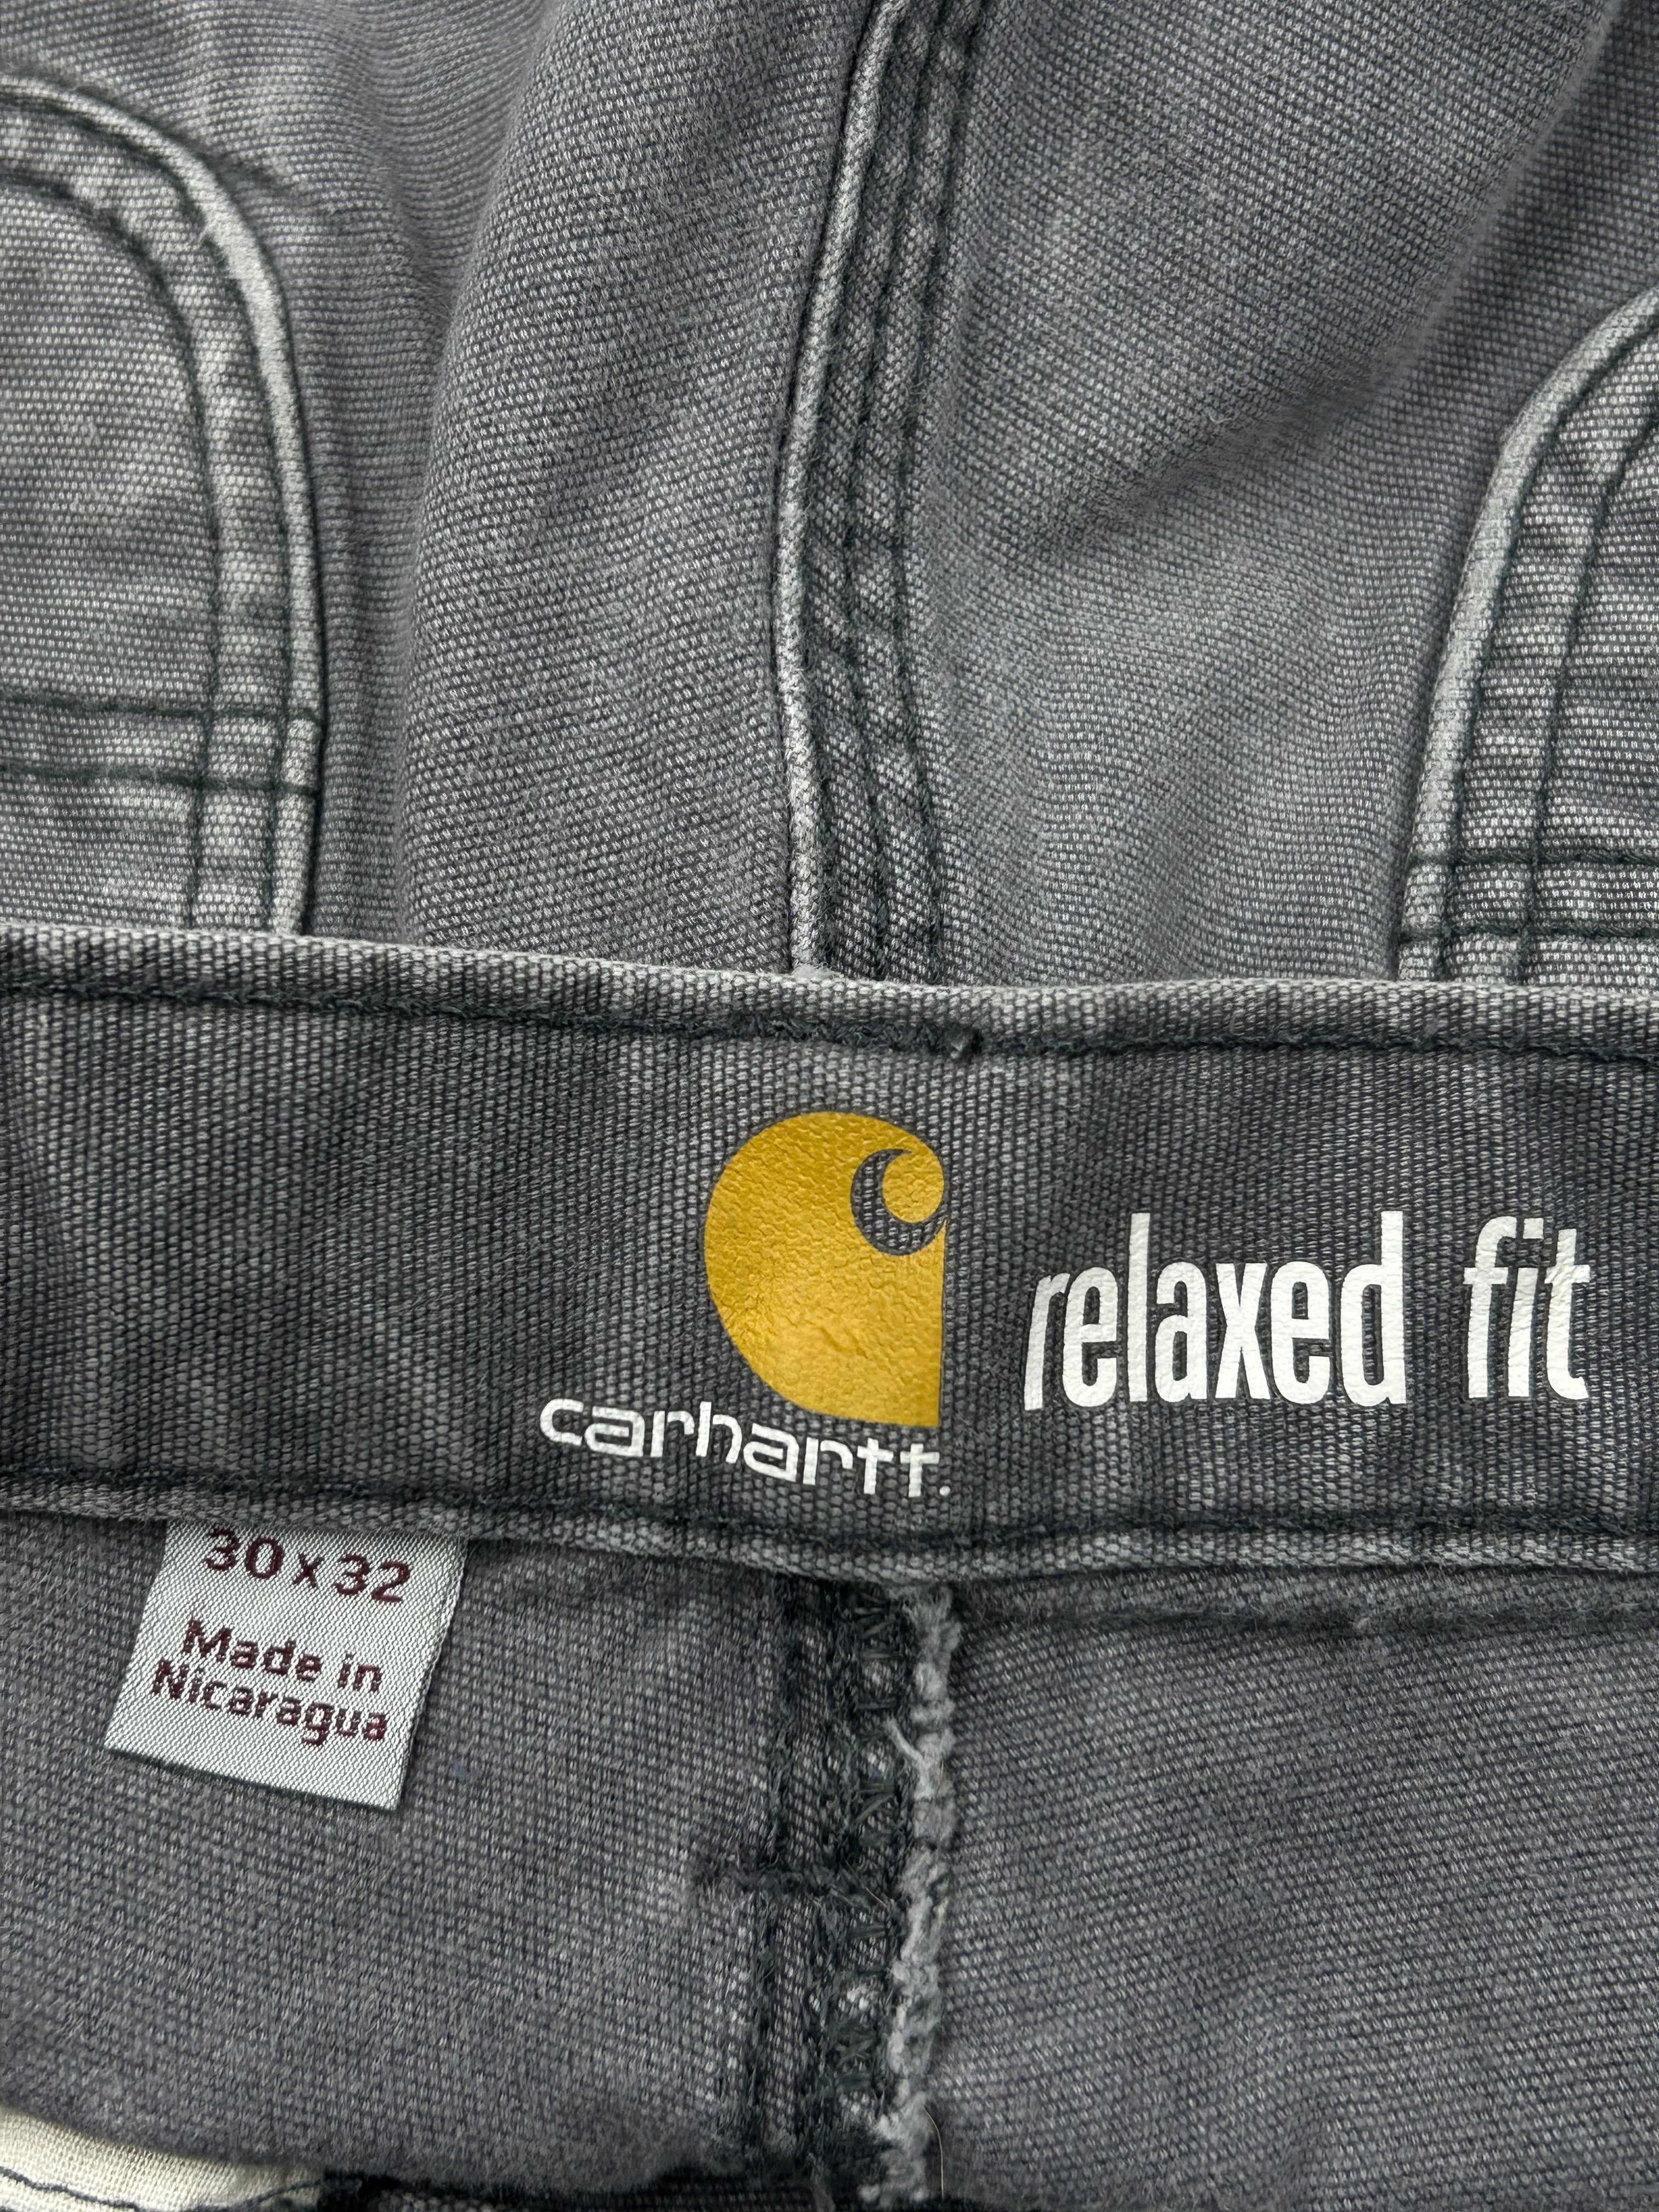 relaxed fit
carhartt.
30x32
Made in
Nicaragua